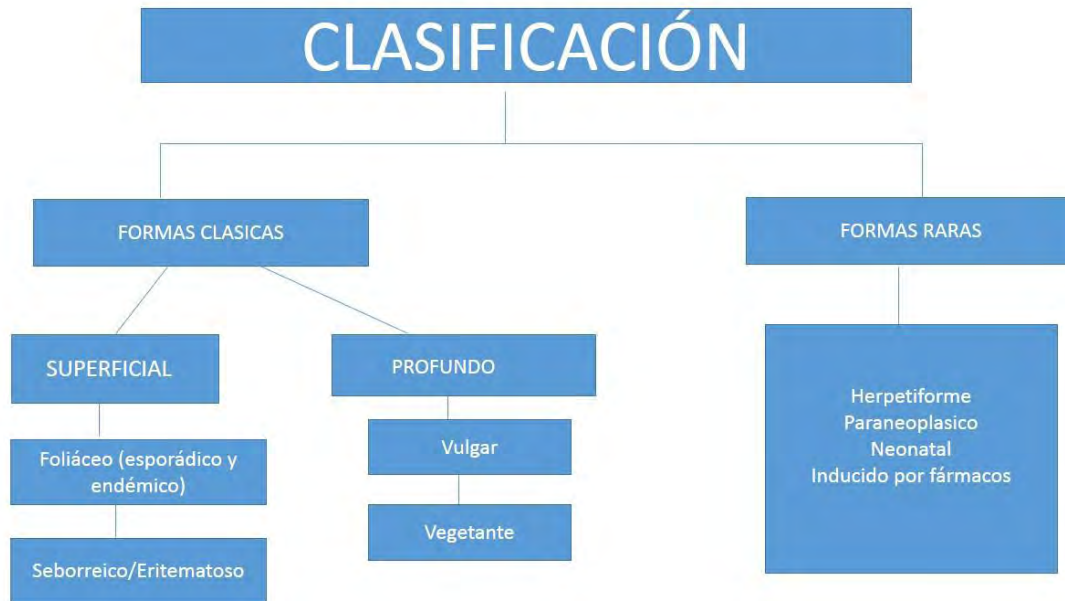 CLASIFICACIÓN
FORMAS CLASICAS
FORMAS RARAS
SUPERFICIAL
PROFUNDO
Foliáceo (esporádico y
endémico)
Seborreico/Eritematoso
Vulgar
Vegetante
Herpetiforme
Paraneoplasico
Neonatal
Inducido por fármacos